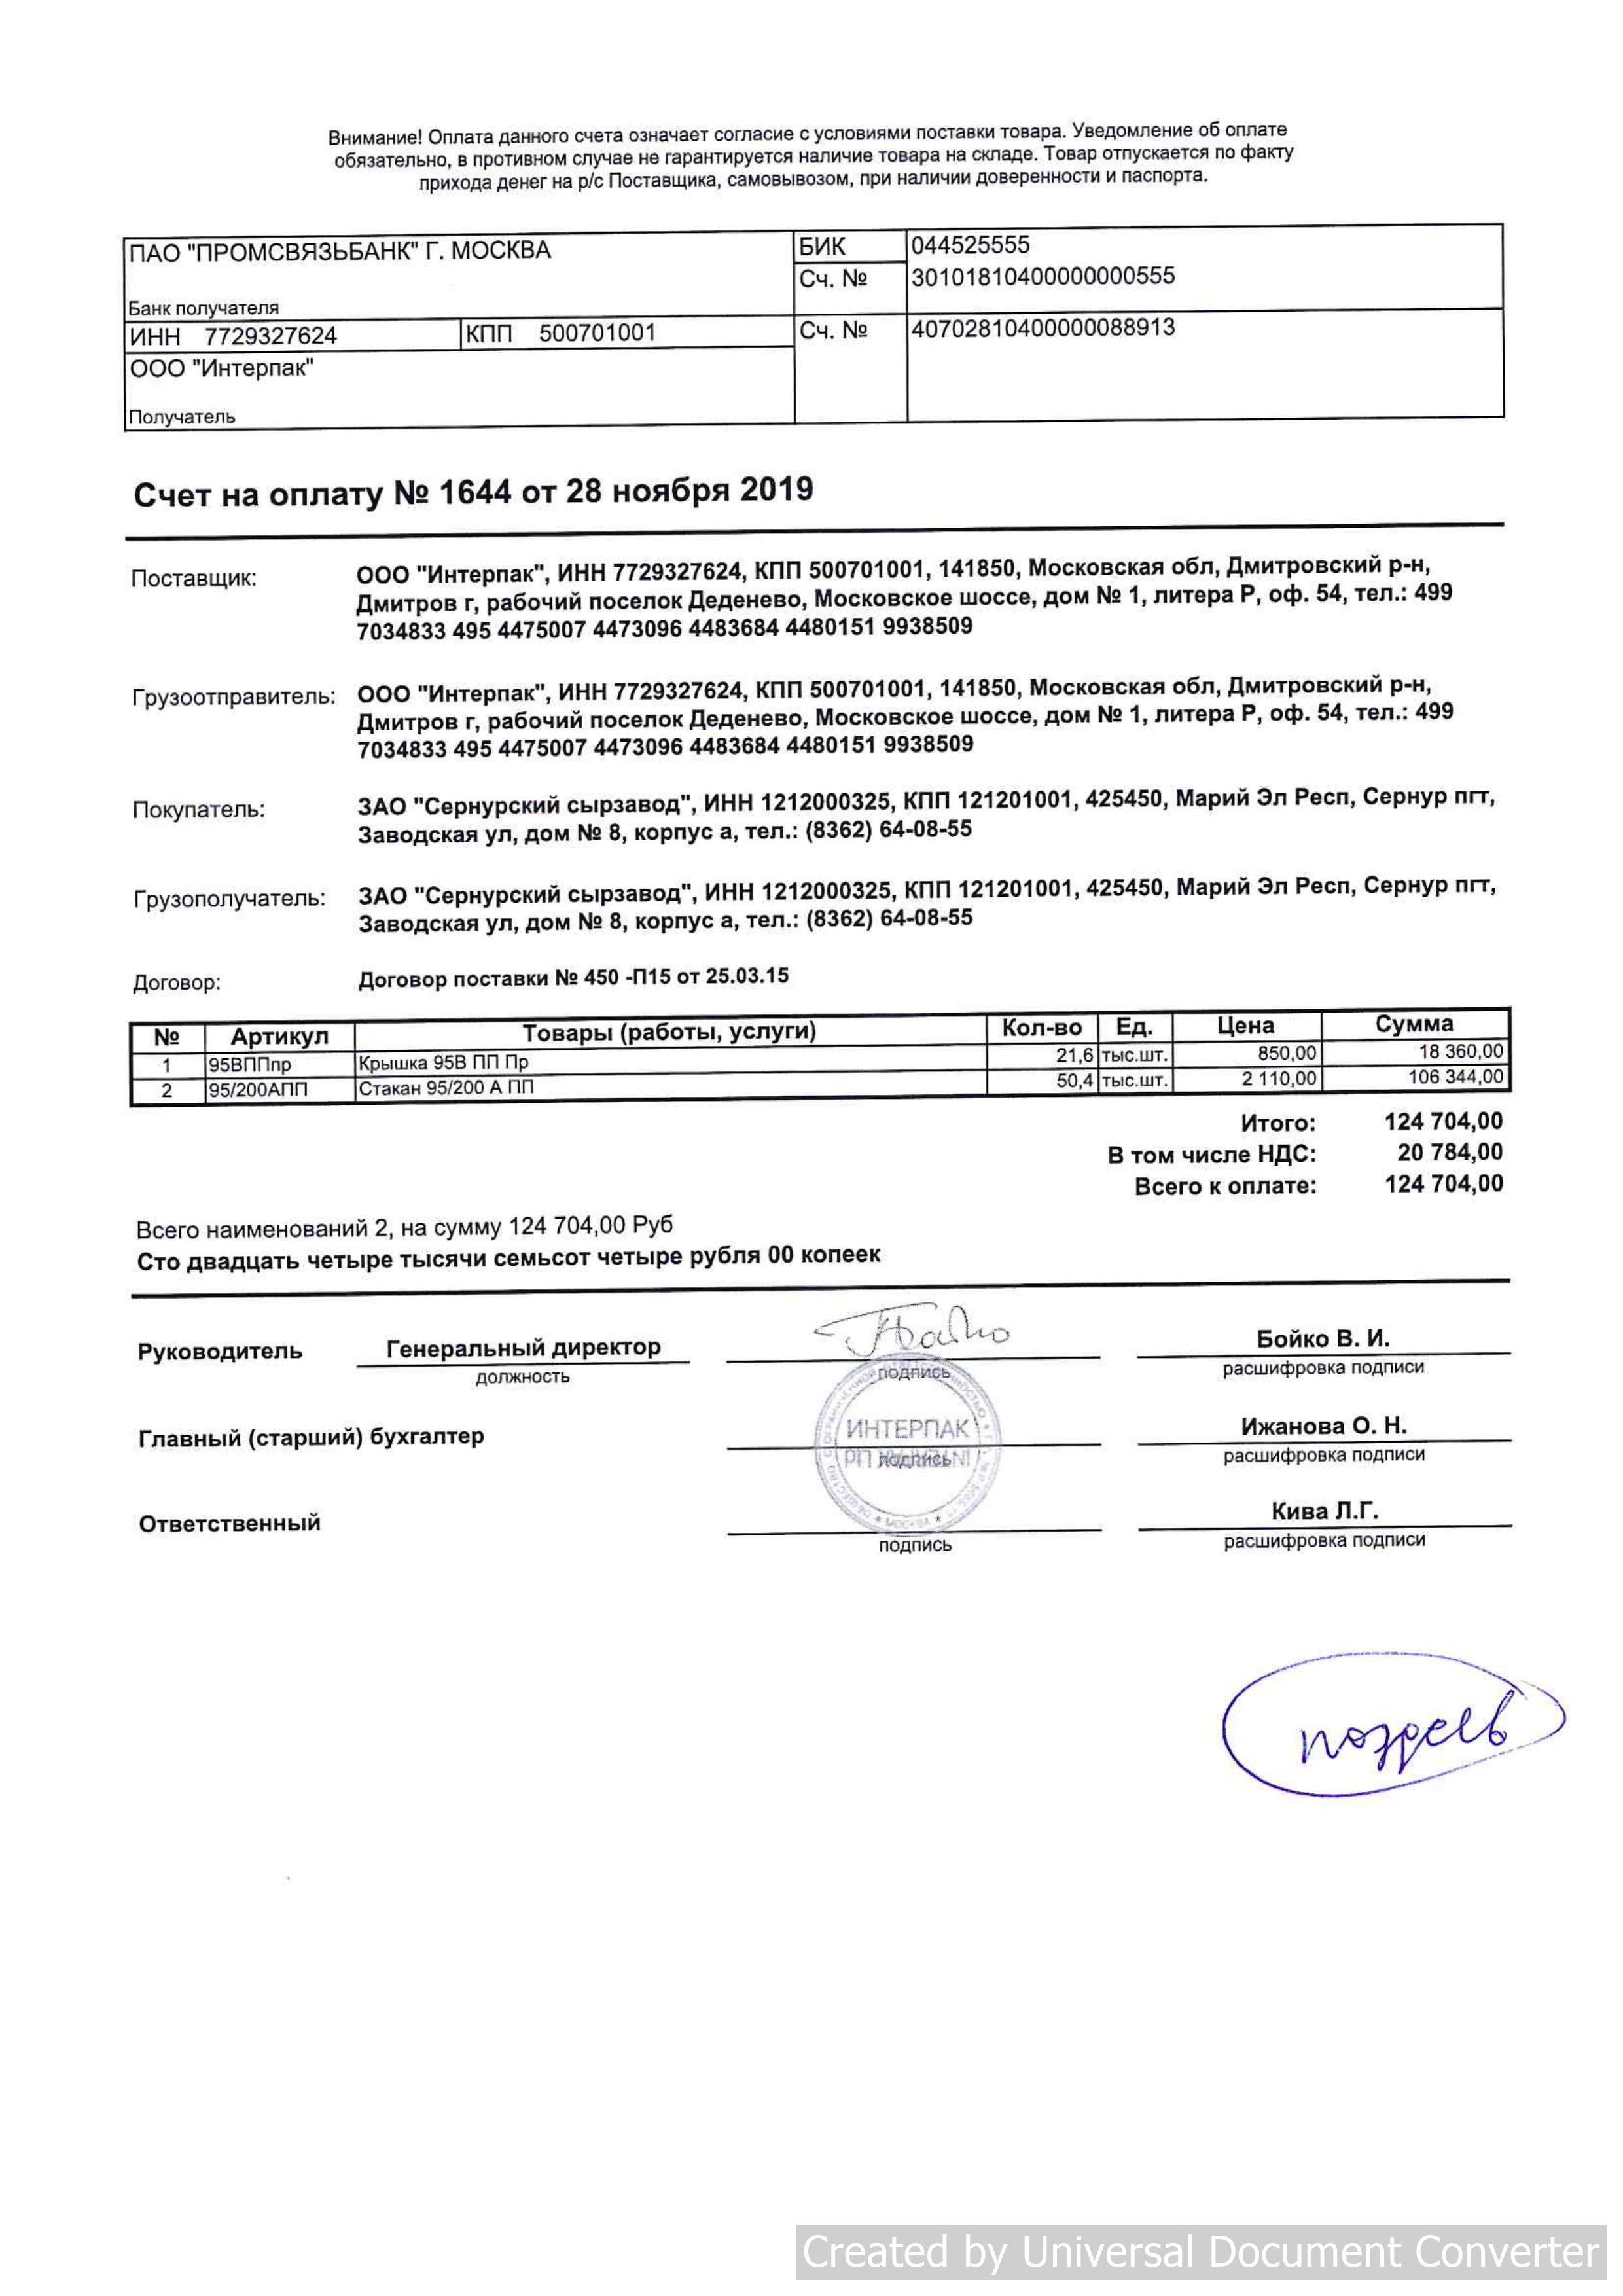 Внимание! Оплата данного счета означает согласие с условиями поставки товара. Уведомление об оплате
обязательно, в противном случае не гарантируется наличие товара на складе. Товар отпускается по факту
прихода денег на р/с Поставщика, самовывозом, при наличии доверенности и паспорта.
ПАО "ПРОМСВЯЗЬБАНК" Г. МОСКВА БИК 044525555
Сч. № 30101810400000000555
Банк получателя
ИНН 7729327624 КПП 500701001 Сч. № 40702810400000088913
ООО "Интерпак"
Получатель
Счет на оплату № 1644 от 28 ноября 2019
Поставщик: ООО "Интерпак", ИНН 7729327624, КПП 500701001, 141850, Московская обл, Дмитровский р-н,
Дмитров г, рабочий поселок Деденево, Московское шоссе, дом № 1, литера Р, оф. 54, тел.: 499
7034833 495 4475007 4473096 4483684 4480151 9938509
Грузоотправитель: ООО "Интерпак", ИНН 7729327624, КПП 500701001, 141850, Московская обл, Дмитровский р-н,
Дмитров г, рабочий поселок Деденево, Московское шоссе, дом № 1, литера Р, оф. 54, тел.: 499
7034833 495 4475007 4473096 4483684 4480151 9938509
Покупатель: ЗАО "Сернурский сырзавод", ИНН 1212000325, КПП 121201001, 425450, Марий Эл Респ, Сернур пгт,
Заводская ул, дом № 8, корпус а, тел.: (8362) 64-08-55
Грузополучатель: ЗАО "Сернурский сырзавод", ИНН 1212000325, КПП 121201001, 425450, Марий Эл Респ, Сернур пгт,
Заводская ул, дом № 8, корпус а, тел.: (8362) 64-08-55
Договор: Договор поставки № 450 -П15 от 25.03.15
№ Артикул Товары (работы, услуги) Кол-во Ед. Цена Сумма
1 95ВППпр Крышка 95В ПП Пр 21,6 тыс.шт. 850,00 18 360,00
2 95/200АПП Стакан 95/200 А ПП 50,4 тыс.шт. 2 110,00 106 344,00
Итого: 124 704,00
В том числе НДС: 20 784,00
Всего к оплате: 124 704,00
Всего наименований 2, на сумму 124 704,00 Руб
Сто двадцать четыре тысячи семьсот четыре рубля 00 копеек
Руководитель Генеральный директор Бойко В. И.
должность подпись расшифровка подписи
ИНТЕРПАК
Главный (старший) бухгалтер Ижанова О. Н.
подпись расшифровка подписи
МОСКВА
Ответственный Кива Л.Г.
подпись расшифровка подписи
поздеев
Created by Universal Document Converter